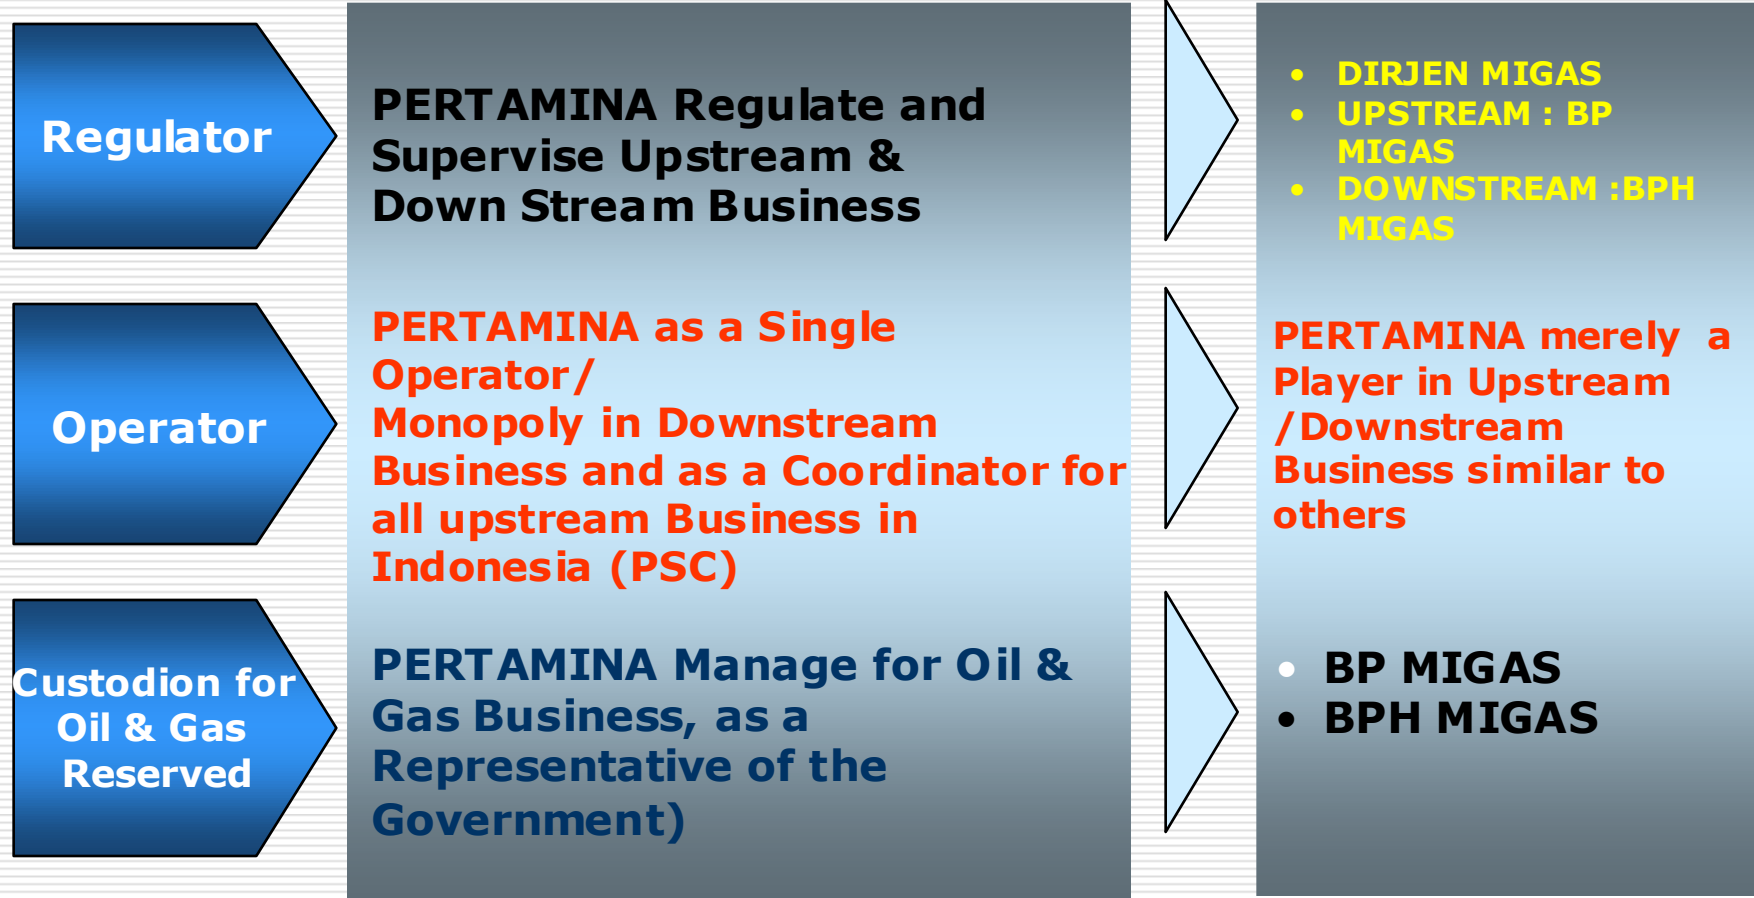 Regulator
PERTAMINA Regulate and
Supervise Upstream &
Down Stream Business
• DIRJEN MIGAS
• UPSTREAM : BP
MIGAS
• DOWNSTREAM :BPH
MIGAS
Operator
PERTAMINA as a Single
Operator/
Monopoly in Downstream
Business and as a Coordinator for
all upstream Business in
Indonesia (PSC)
PERTAMINA merely a
Player in Upstream
/Downstream
Business similar to
others
Custodion for
Oil & Gas
Reserved
PERTAMINA Manage for Oil &
Gas Business, as a
Representative of the
Government)
• BP MIGAS
• BPH MIGAS